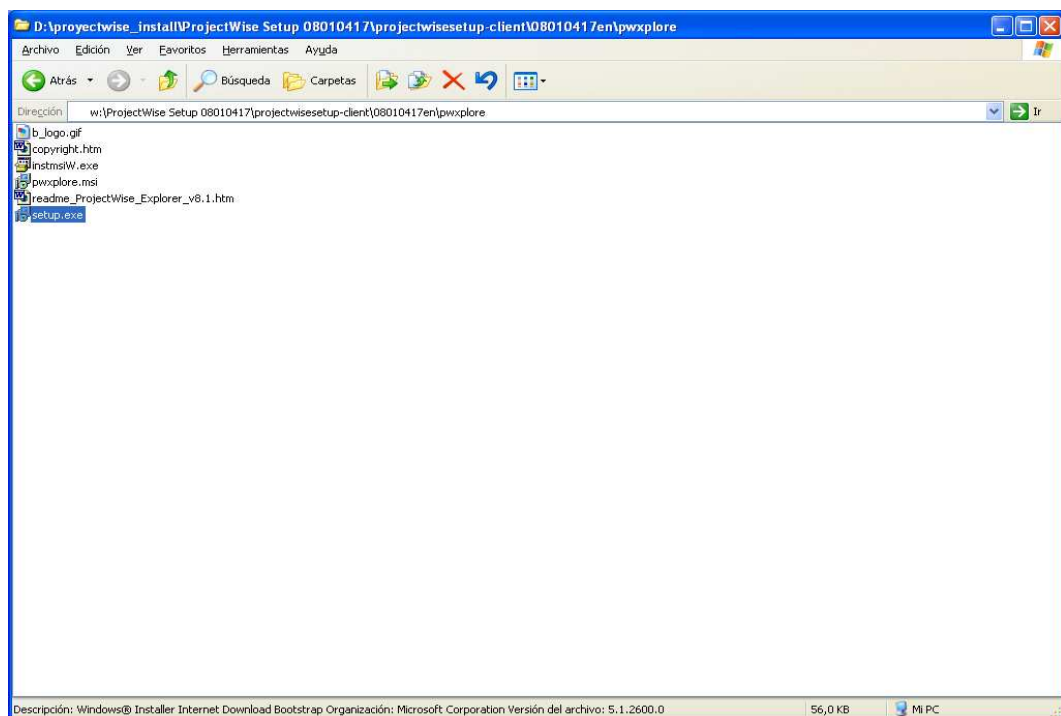 D:\proyectwise_install\ProjectWise Setup 08010417\projectwisesetup-client\08010417en\pwxplore
Archivo Edición Ver Favoritos Herramientas Ayuda
Atrás Búsqueda Carpetas
Dirección w:\ProjectWise Setup 08010417\projectwisesetup-client\08010417en\pwxplore Ir
b_logo.gif
copyright.htm
instmsiW.exe
pwxplore.msi
readme_ProjectWise_Explorer_v8.1.htm
setup.exe
Descripción: Windows® Installer Internet Download Bootstrap Organización: Microsoft Corporation Versión del archivo: 5.1.2600.0 56,0 KB Mi PC